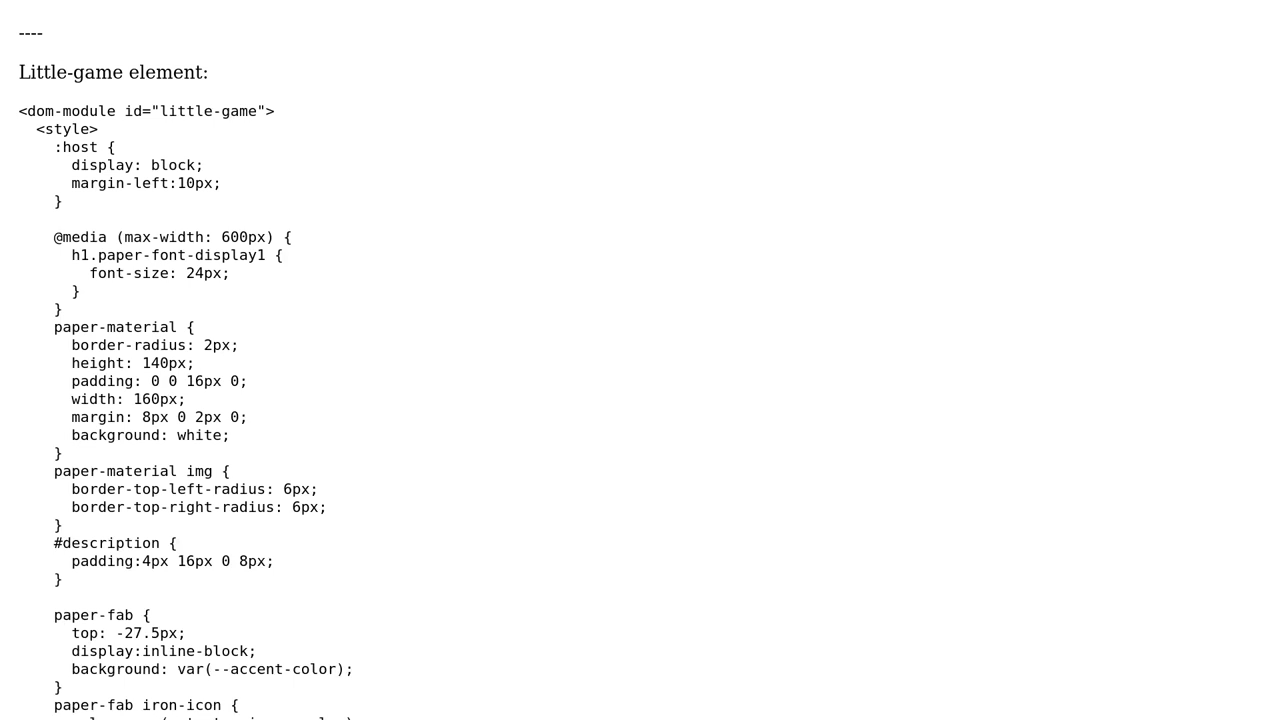 ----
Little-game element:
<dom-module id="little-game">
  <style>
    :host {
      display: block;
      margin-left:10px;
    }

    @media (max-width: 600px) {
      h1.paper-font-display1 {
        font-size: 24px;
      }
    }
    paper-material {
      border-radius: 2px;
      height: 140px;
      padding: 0 0 16px 0;
      width: 160px;
      margin: 8px 0 2px 0;
      background: white;
    }
    paper-material img {
      border-top-left-radius: 6px;
      border-top-right-radius: 6px;
    }
    #description {
      padding:4px 16px 0 8px;
    }

    paper-fab {
      top: -27.5px;
      display:inline-block;
      background: var(--accent-color);
    }
    paper-fab iron-icon {